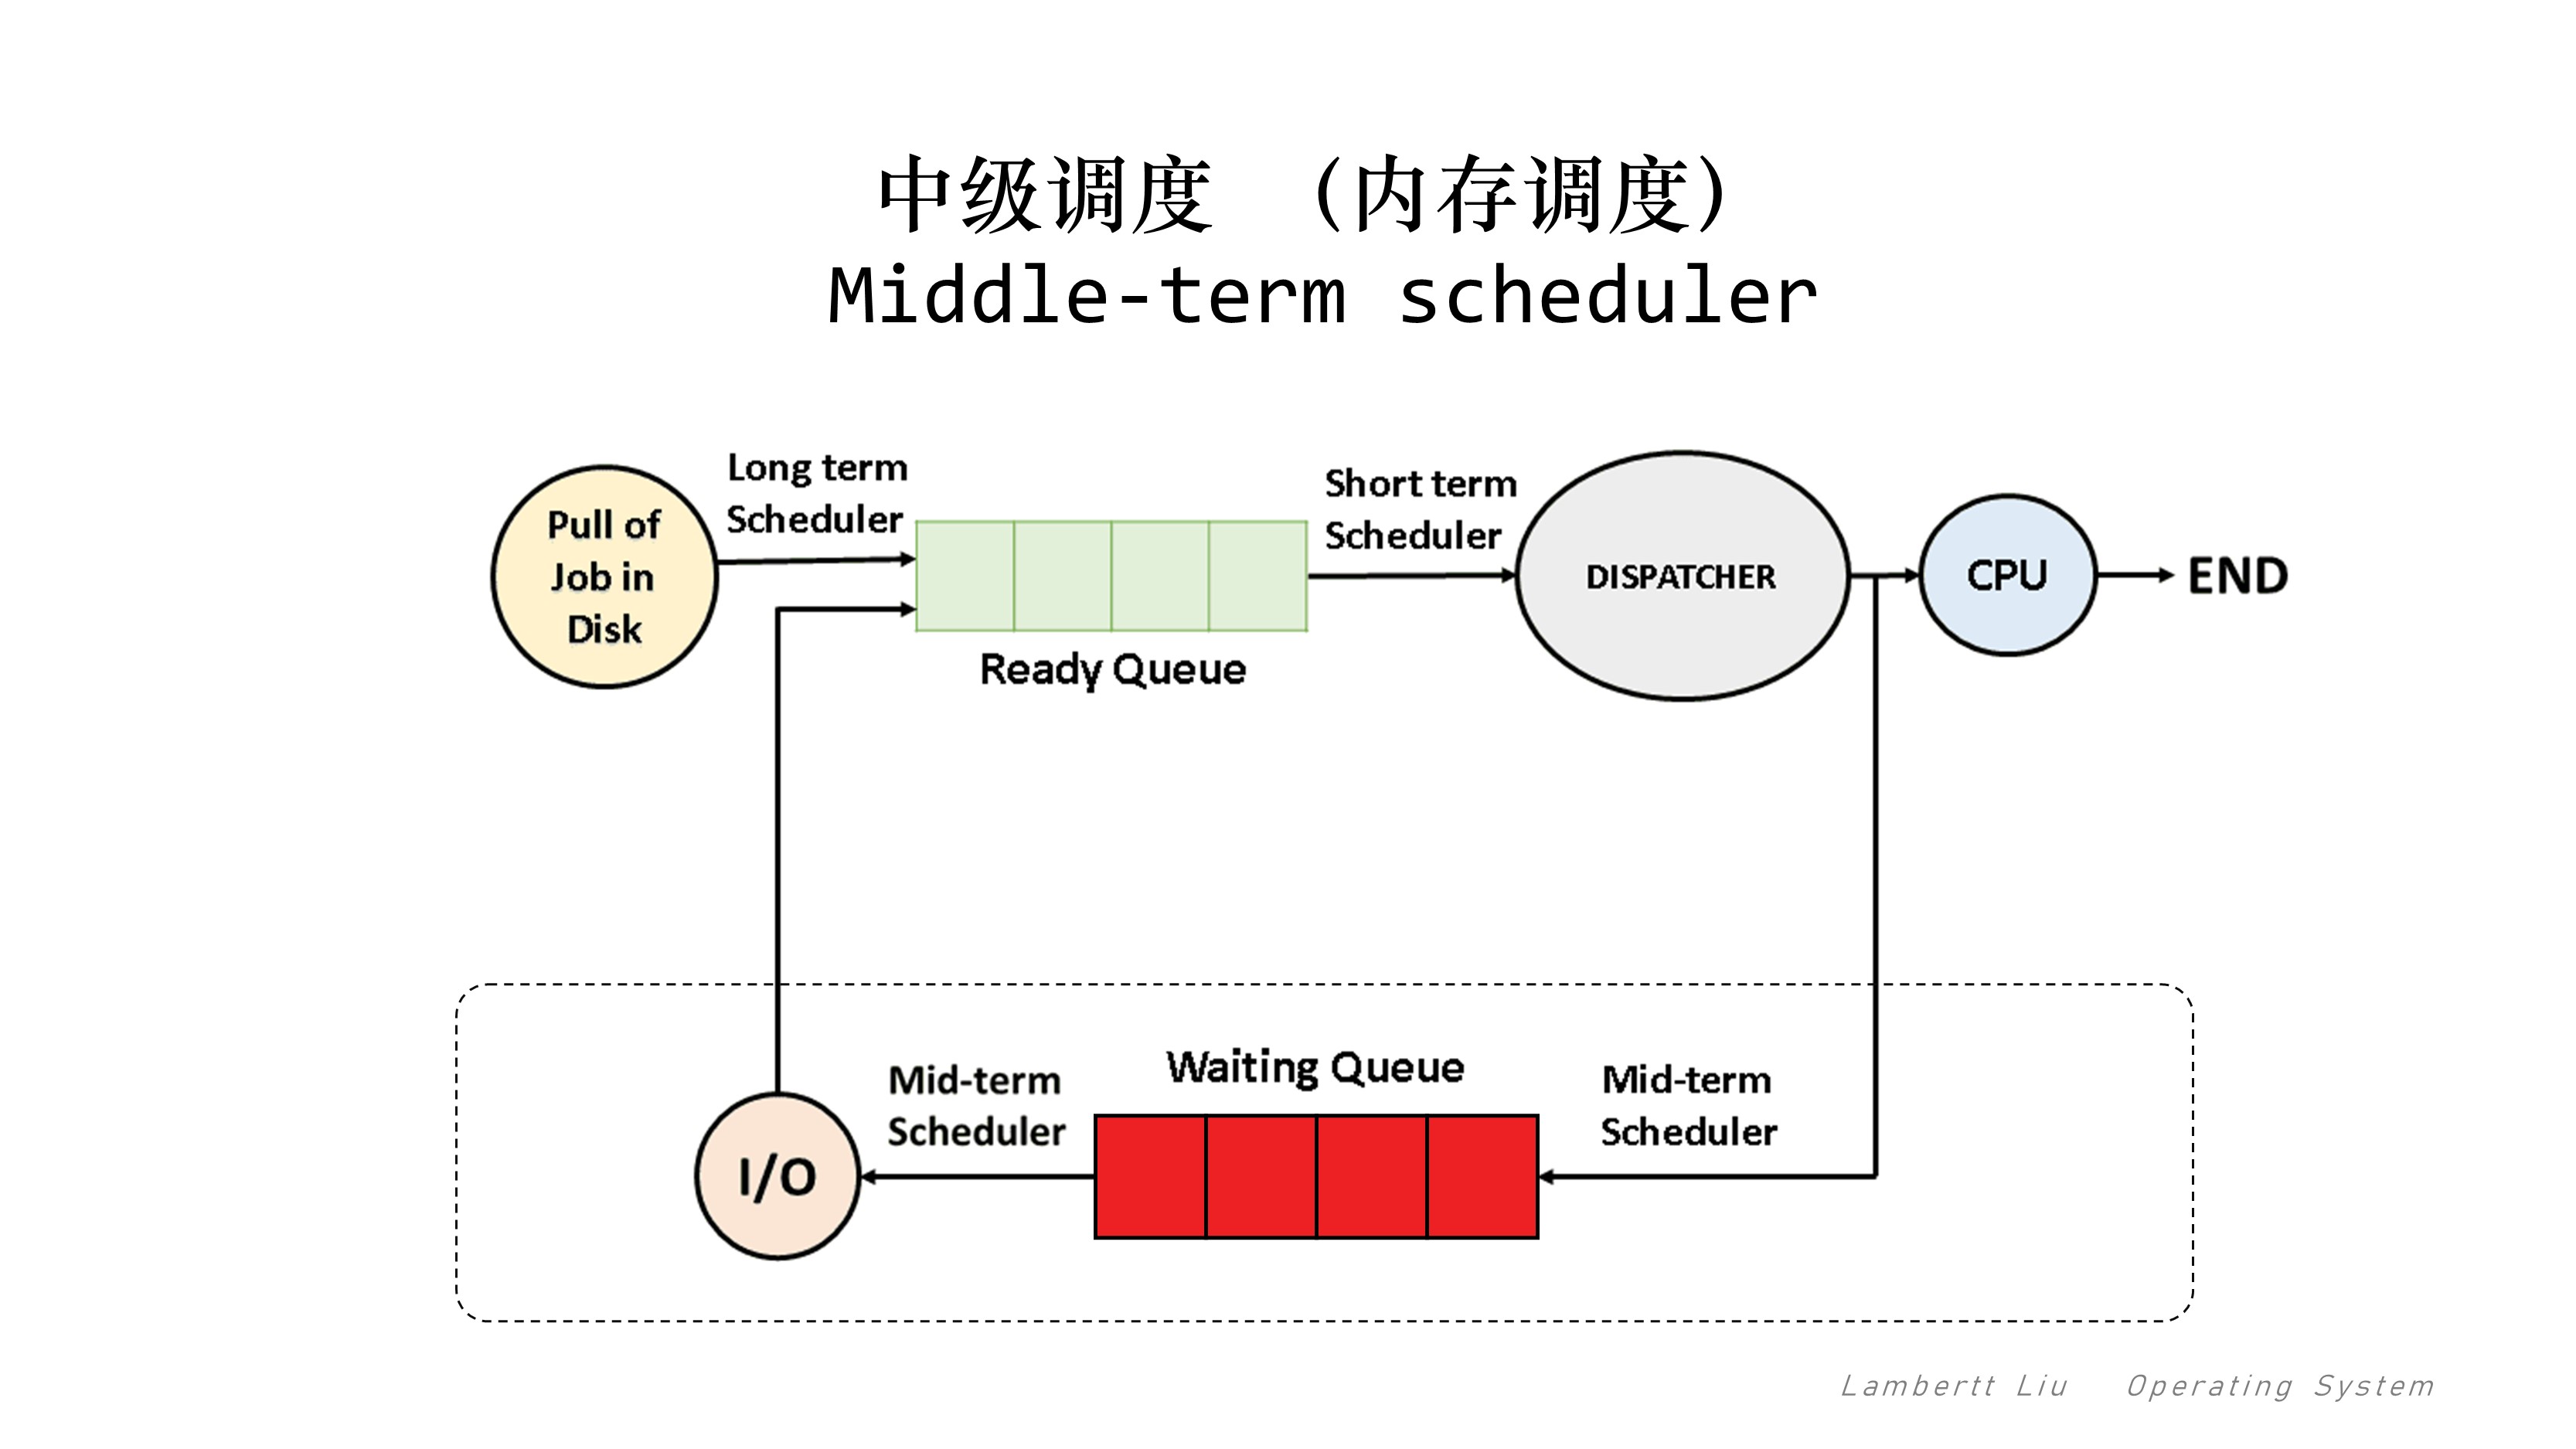 中级调度 （内存调度）
Middle-term scheduler
Long term
Scheduler
Short term
Scheduler
Pull of
Job in
Disk
DISPATCHER
CPU
END
Ready Queue
Waiting Queue
Mid-term
Scheduler
Mid-term
Scheduler
I/O
Lambertt Liu Operating System